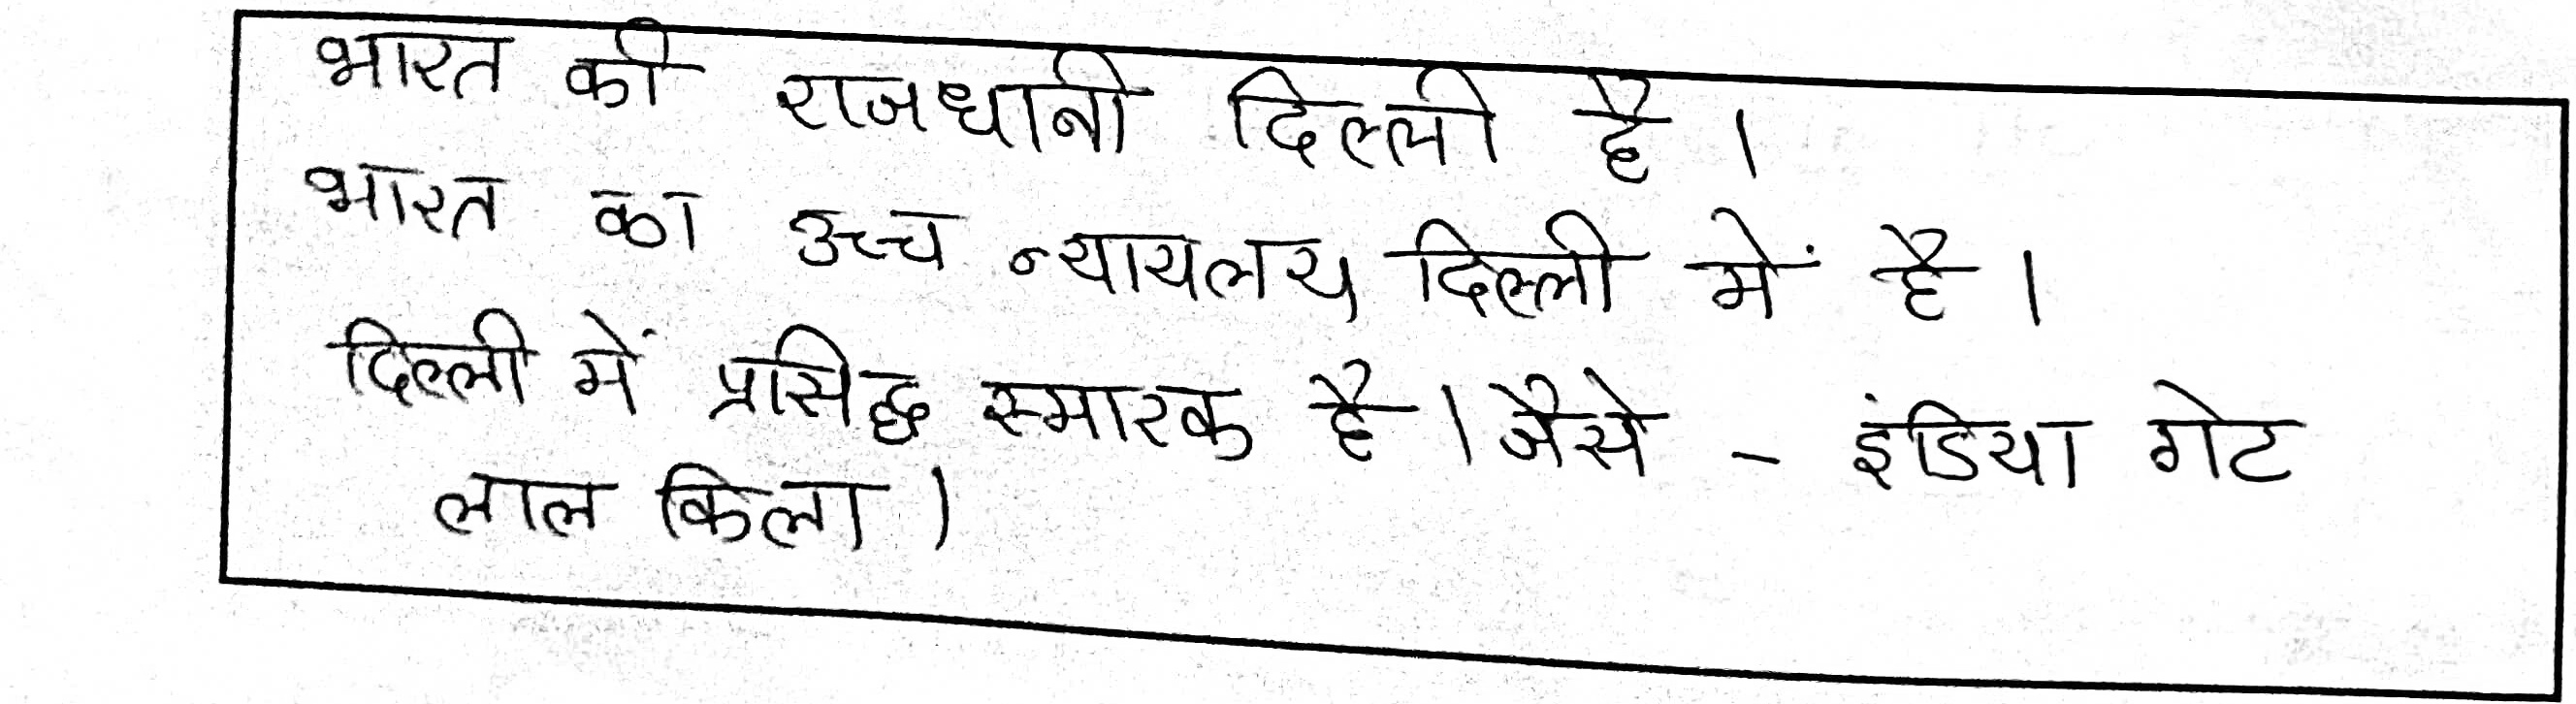 भारत की राजधानी दिल्ली है।
भारत का उच्च न्यायलय दिल्ली में है।
दिल्ली में प्रसिद्ध स्मारक है। जैसे - इंडिया गेट
लाल किला।